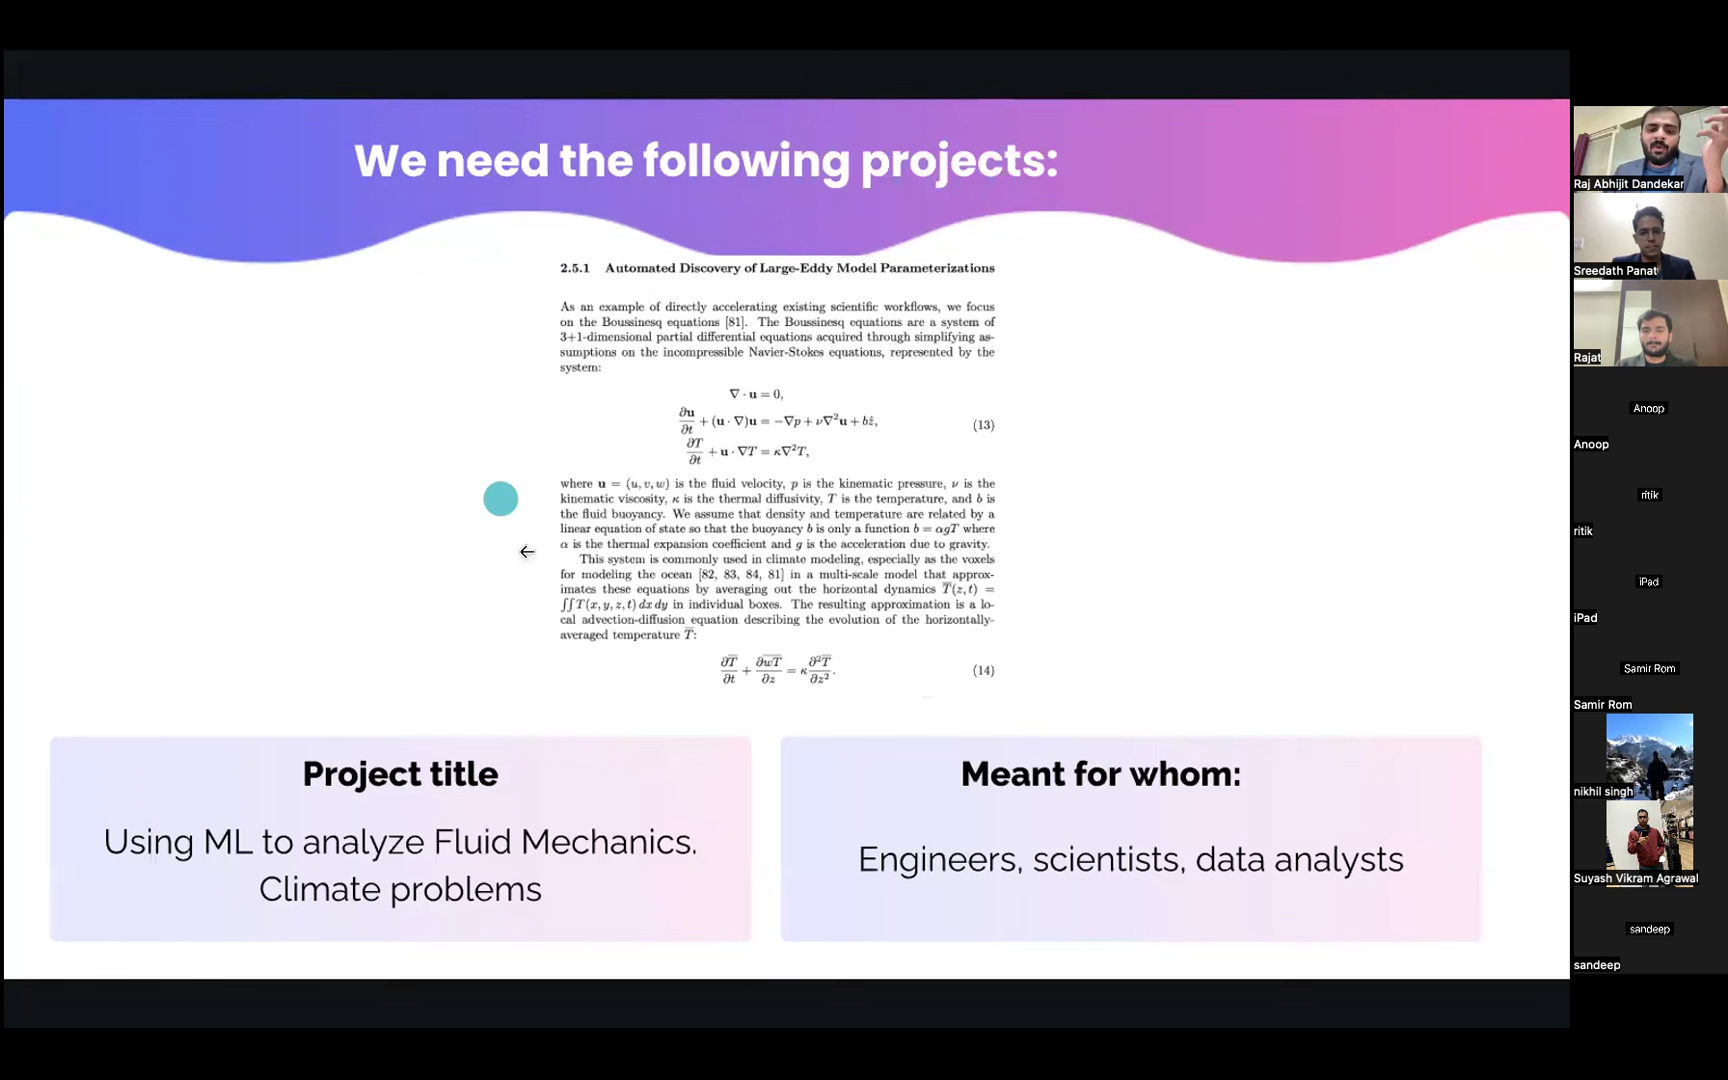 We need the following projects:
2.5.1 Automated Discovery of Large-Eddy Model Parameterizations
As an example of directly accelerating existing scientific workflows, we focus
on the Boussinesq equations [81]. The Boussinesq equations are a system of
3+1-dimensional partial differential equations acquired through simplifying as-
sumptions on the incompressible Navier-Stokes equations, represented by the
system:
∇ · u = 0,
∂u/∂t + (u · ∇)u = −∇p + ν∇²u + bẑ, (13)
∂T/∂t + u · ∇T = κ∇²T,
where u = (u, v, w) is the fluid velocity, p is the kinematic pressure, ν is the
kinematic viscosity, κ is the thermal diffusivity, T is the temperature, and b is
the fluid buoyancy. We assume that density and temperature are related by a
linear equation of state so that the buoyancy b is only a function b = αgT where
α is the thermal expansion coefficient and g is the acceleration due to gravity.
This system is commonly used in climate modeling, especially as the voxels
for modeling the ocean [82, 83, 84, 81] in a multi-scale model that approx-
imates these equations by averaging out the horizontal dynamics T̅(z, t) =
∫∫ T(x, y, z, t) dx dy in individual boxes. The resulting approximation is a lo-
cal advection-diffusion equation describing the evolution of the horizontally-
averaged temperature T̅:
∂T̅/∂t + ∂w̅T̅/∂z = κ ∂²T̅/∂z². (14)
Project title
Using ML to analyze Fluid Mechanics.
Climate problems
Meant for whom:
Engineers, scientists, data analysts
Raj Abhijit Dandekar
Sreedath Panat
Rajat
Anoop
Anoop
ritik
ritik
iPad
iPad
Samir Rom
Samir Rom
nikhil singh
Suyash Vikram Agrawal
sandeep
sandeep